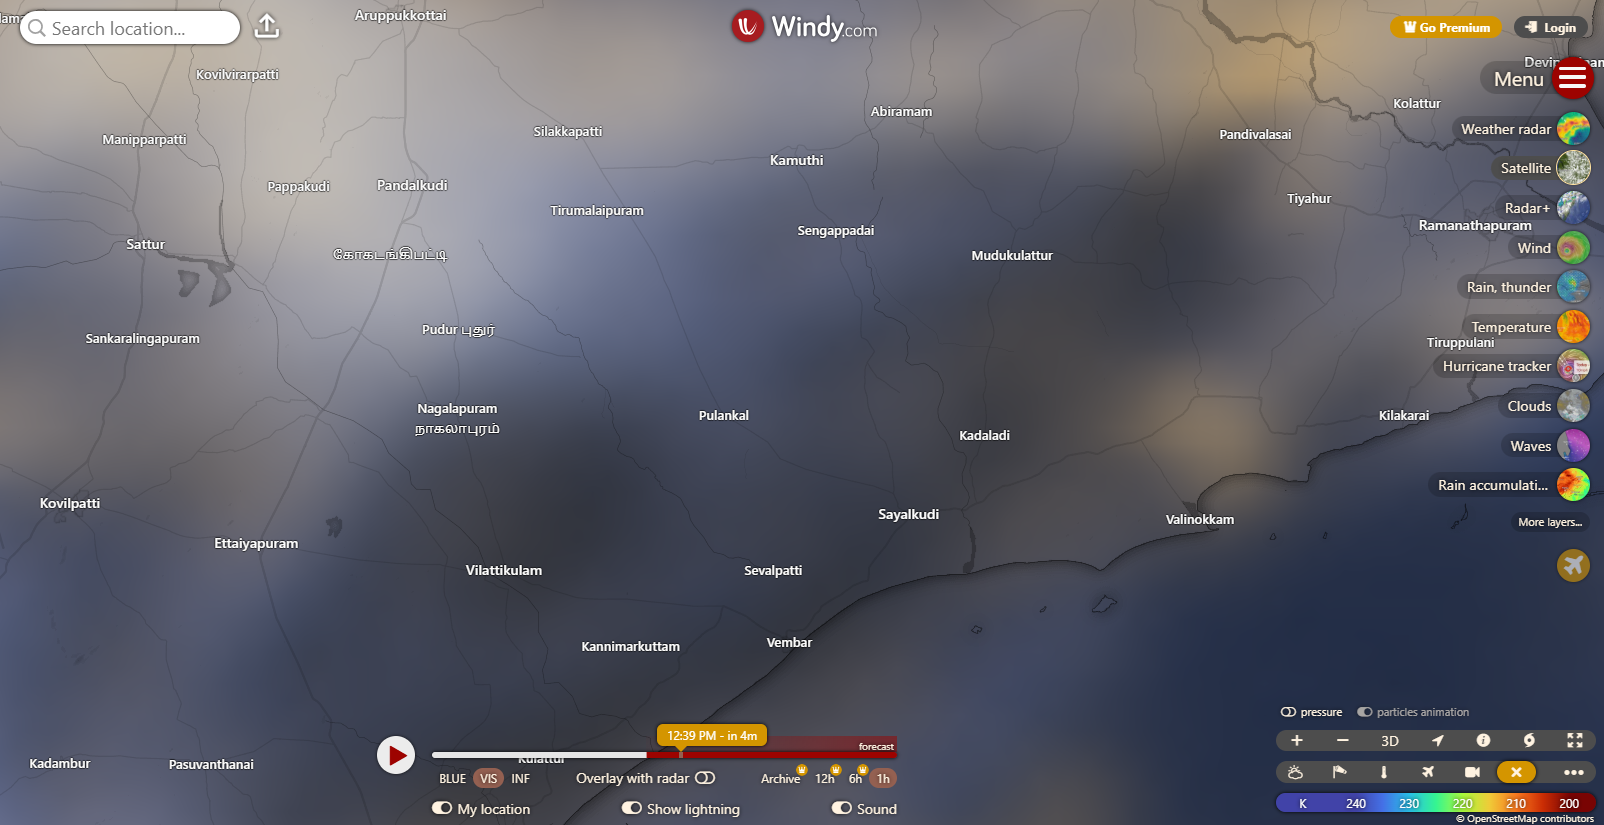 Search location...
Windy.com
Go Premium
Login
Menu
Weather radar
Satellite
Radar+
Wind
Rain, thunder
Temperature
Hurricane tracker
Clouds
Waves
Rain accumulati...
More layers...
Aruppukkottai
Kovilvirarpatti
Abiramam
Kolattur
Manipparpatti
Silakkapatti
Pandivalasai
Kamuthi
Pappakudi
Pandalkudi
Tirumalaipuram
Tiyahur
Sengappadai
Ramanathapuram
Sattur
கோகடங்கிபட்டி
Mudukulattur
Pudur புதுர்
Sankaralingapuram
Tiruppulani
Nagalapuram
நாகலாபுரம்
Pulankal
Kilakarai
Kadaladi
Kovilpatti
Sayalkudi
Valinokkam
Ettaiyapuram
Vilattikulam
Sevalpatti
Kannimarkuttam
Vembar
Kadambur
Pasuvanthanai
Kulattur
12:39 PM - in 4m
forecast
BLUE VIS INF
Overlay with radar
Archive 12h 6h 1h
My location
Show lightning
Sound
pressure
particles animation
3D
K 240 230 220 210 200
© OpenStreetMap contributors